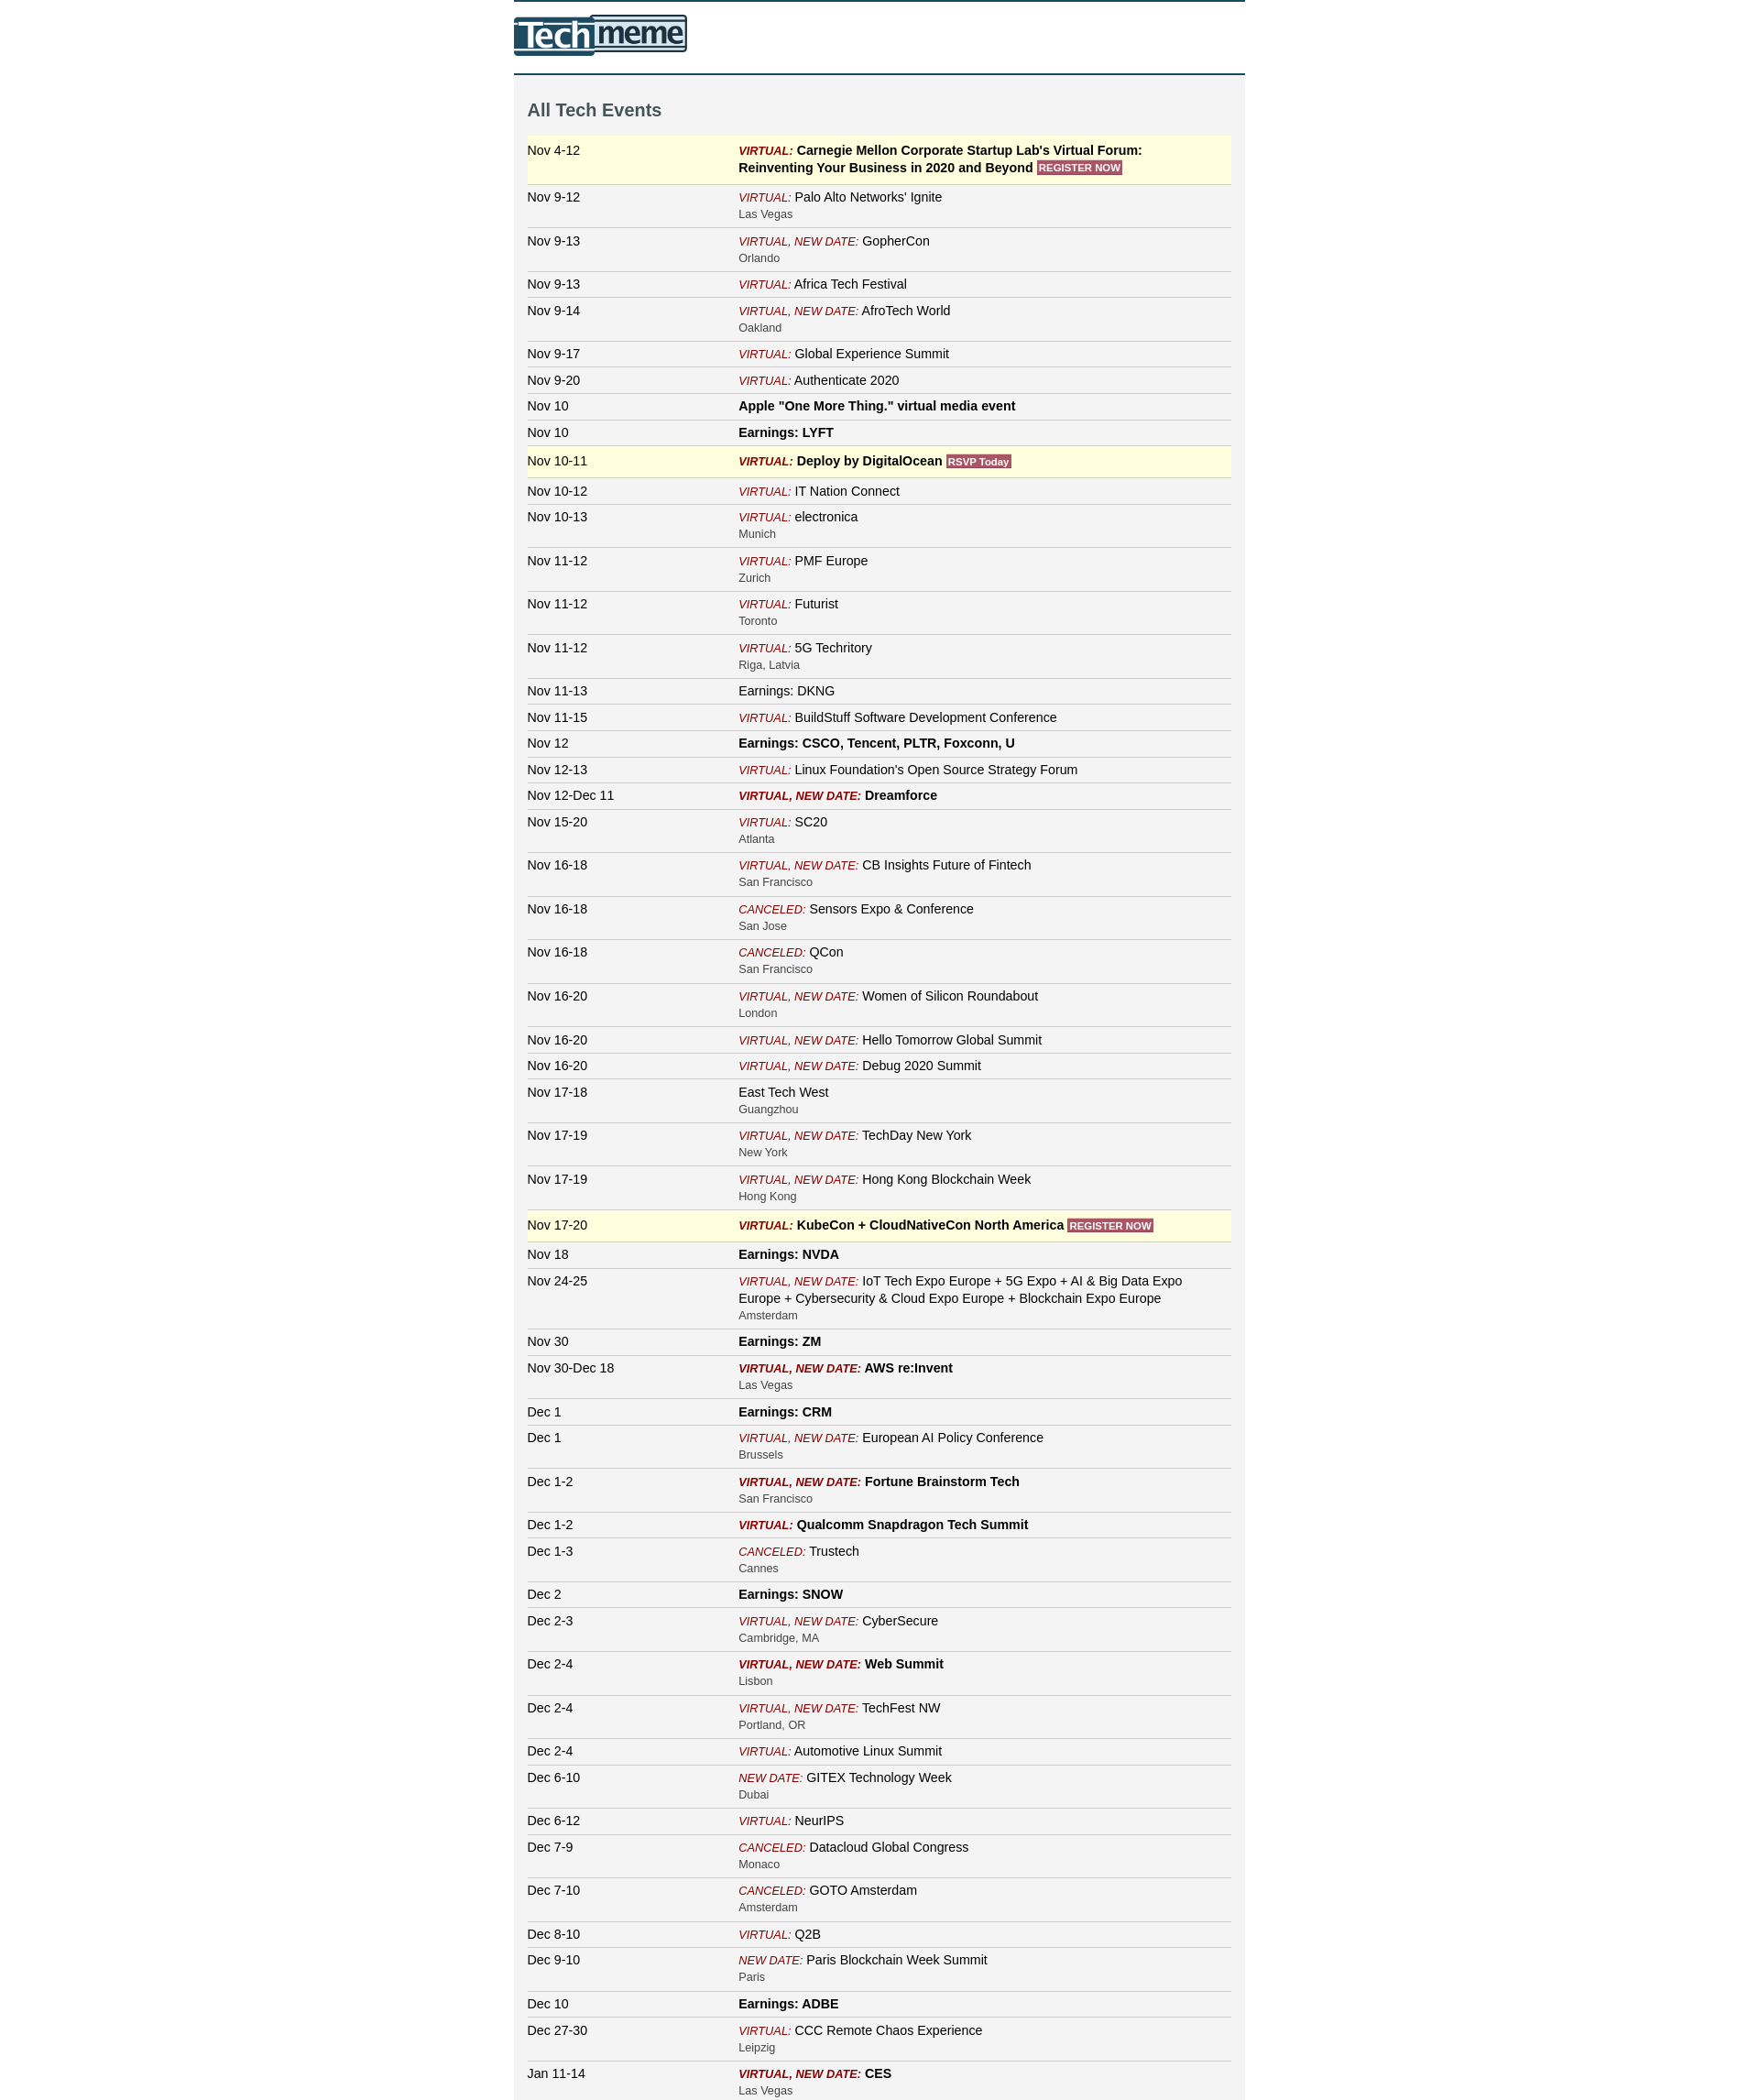 Techmeme
All Tech Events
Nov 4-12
VIRTUAL: Carnegie Mellon Corporate Startup Lab's Virtual Forum:
Reinventing Your Business in 2020 and Beyond REGISTER NOW
Nov 9-12
VIRTUAL: Palo Alto Networks' Ignite
Las Vegas
Nov 9-13
VIRTUAL, NEW DATE: GopherCon
Orlando
Nov 9-13
VIRTUAL: Africa Tech Festival
Nov 9-14
VIRTUAL, NEW DATE: AfroTech World
Oakland
Nov 9-17
VIRTUAL: Global Experience Summit
Nov 9-20
VIRTUAL: Authenticate 2020
Nov 10
Apple "One More Thing." virtual media event
Nov 10
Earnings: LYFT
Nov 10-11
VIRTUAL: Deploy by DigitalOcean RSVP Today
Nov 10-12
VIRTUAL: IT Nation Connect
Nov 10-13
VIRTUAL: electronica
Munich
Nov 11-12
VIRTUAL: PMF Europe
Zurich
Nov 11-12
VIRTUAL: Futurist
Toronto
Nov 11-12
VIRTUAL: 5G Techritory
Riga, Latvia
Nov 11-13
Earnings: DKNG
Nov 11-15
VIRTUAL: BuildStuff Software Development Conference
Nov 12
Earnings: CSCO, Tencent, PLTR, Foxconn, U
Nov 12-13
VIRTUAL: Linux Foundation's Open Source Strategy Forum
Nov 12-Dec 11
VIRTUAL, NEW DATE: Dreamforce
Nov 15-20
VIRTUAL: SC20
Atlanta
Nov 16-18
VIRTUAL, NEW DATE: CB Insights Future of Fintech
San Francisco
Nov 16-18
CANCELED: Sensors Expo & Conference
San Jose
Nov 16-18
CANCELED: QCon
San Francisco
Nov 16-20
VIRTUAL, NEW DATE: Women of Silicon Roundabout
London
Nov 16-20
VIRTUAL, NEW DATE: Hello Tomorrow Global Summit
Nov 16-20
VIRTUAL, NEW DATE: Debug 2020 Summit
Nov 17-18
East Tech West
Guangzhou
Nov 17-19
VIRTUAL, NEW DATE: TechDay New York
New York
Nov 17-19
VIRTUAL, NEW DATE: Hong Kong Blockchain Week
Hong Kong
Nov 17-20
VIRTUAL: KubeCon + CloudNativeCon North America REGISTER NOW
Nov 18
Earnings: NVDA
Nov 24-25
VIRTUAL, NEW DATE: IoT Tech Expo Europe + 5G Expo + AI & Big Data Expo
Europe + Cybersecurity & Cloud Expo Europe + Blockchain Expo Europe
Amsterdam
Nov 30
Earnings: ZM
Nov 30-Dec 18
VIRTUAL, NEW DATE: AWS re:Invent
Las Vegas
Dec 1
Earnings: CRM
Dec 1
VIRTUAL, NEW DATE: European AI Policy Conference
Brussels
Dec 1-2
VIRTUAL, NEW DATE: Fortune Brainstorm Tech
San Francisco
Dec 1-2
VIRTUAL: Qualcomm Snapdragon Tech Summit
Dec 1-3
CANCELED: Trustech
Cannes
Dec 2
Earnings: SNOW
Dec 2-3
VIRTUAL, NEW DATE: CyberSecure
Cambridge, MA
Dec 2-4
VIRTUAL, NEW DATE: Web Summit
Lisbon
Dec 2-4
VIRTUAL, NEW DATE: TechFest NW
Portland, OR
Dec 2-4
VIRTUAL: Automotive Linux Summit
Dec 6-10
NEW DATE: GITEX Technology Week
Dubai
Dec 6-12
VIRTUAL: NeurIPS
Dec 7-9
CANCELED: Datacloud Global Congress
Monaco
Dec 7-10
CANCELED: GOTO Amsterdam
Amsterdam
Dec 8-10
VIRTUAL: Q2B
Dec 9-10
NEW DATE: Paris Blockchain Week Summit
Paris
Dec 10
Earnings: ADBE
Dec 27-30
VIRTUAL: CCC Remote Chaos Experience
Leipzig
Jan 11-14
VIRTUAL, NEW DATE: CES
Las Vegas